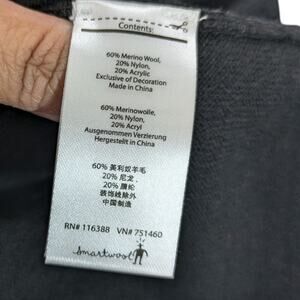 Contents:
60% Merino Wool,
20% Nylon,
20% Acrylic
Exclusive of Decoration
Made in China
60% Merinowolle,
20% Nylon,
20% Acryl
Ausgenommen Verzierung
Hergestellt in China
60% 美利奴羊毛
20% 尼龙,
20% 腈纶
装饰线除外
中国制造
RN# 116388 VN# 751460
Smartwool